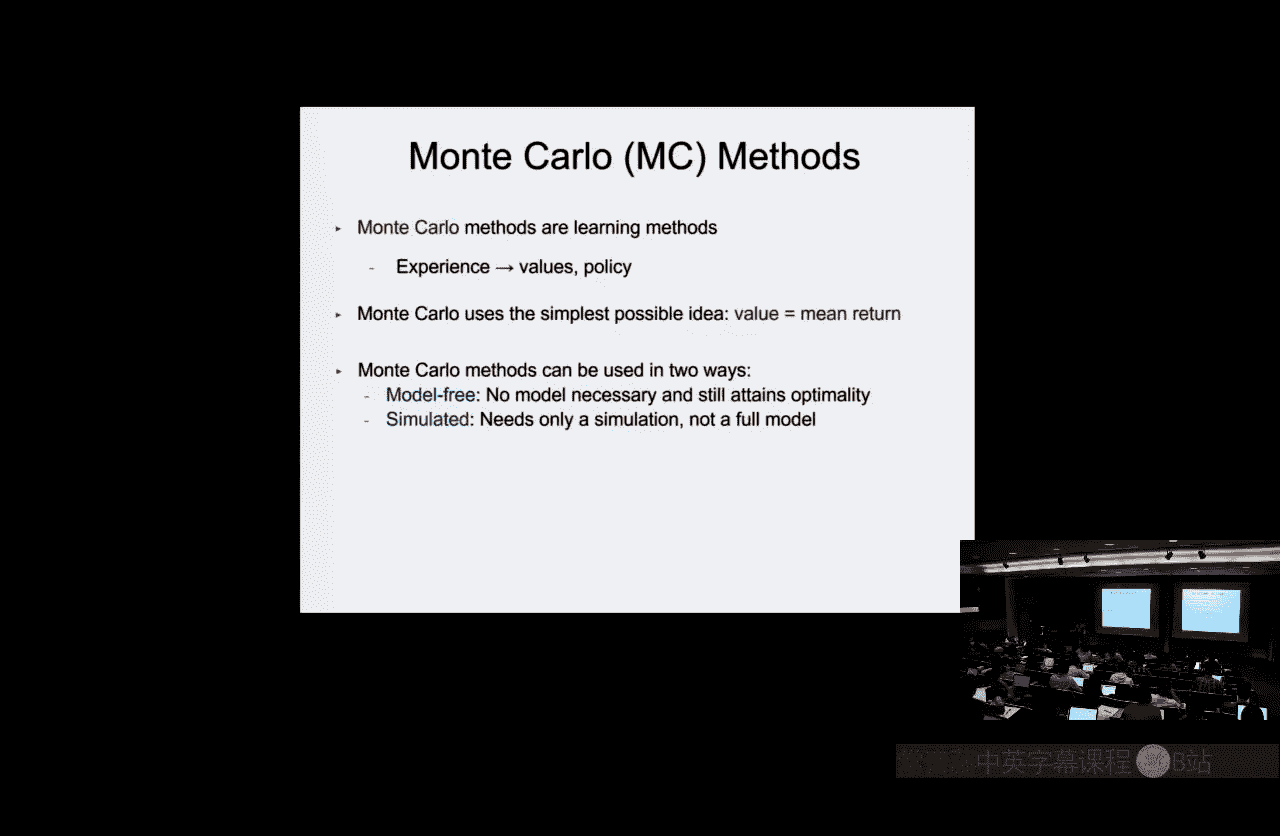 Monte Carlo (MC) Methods
▸ Monte Carlo methods are learning methods
- Experience → values, policy
▸ Monte Carlo uses the simplest possible idea: value = mean return
▸ Monte Carlo methods can be used in two ways:
- Model-free: No model necessary and still attains optimality
- Simulated: Needs only a simulation, not a full model
中英字幕课程
B站